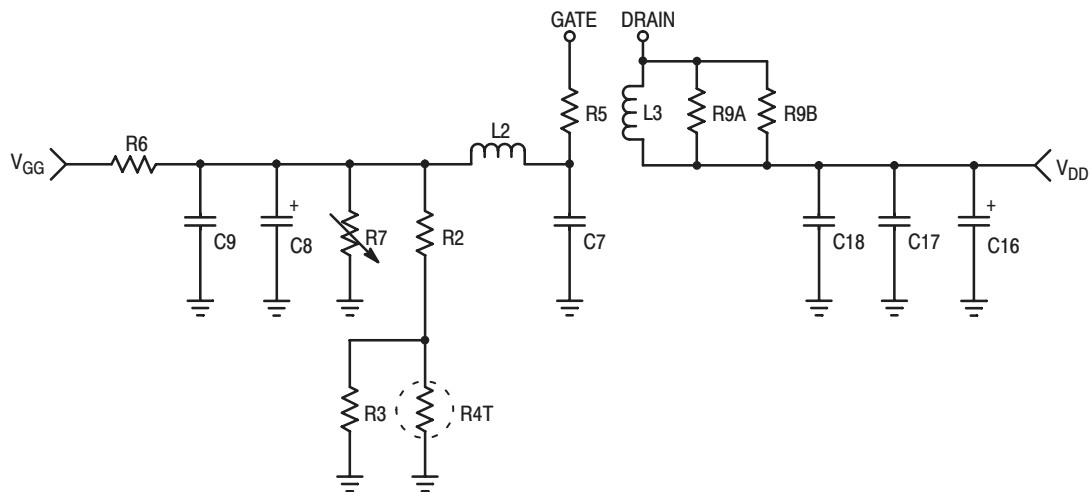 GATE DRAIN
R5 L3 R9A R9B
R6 L2
VGG VDD
C9 + C8 R7 R2 C7 C18 C17 + C16
R3 R4T